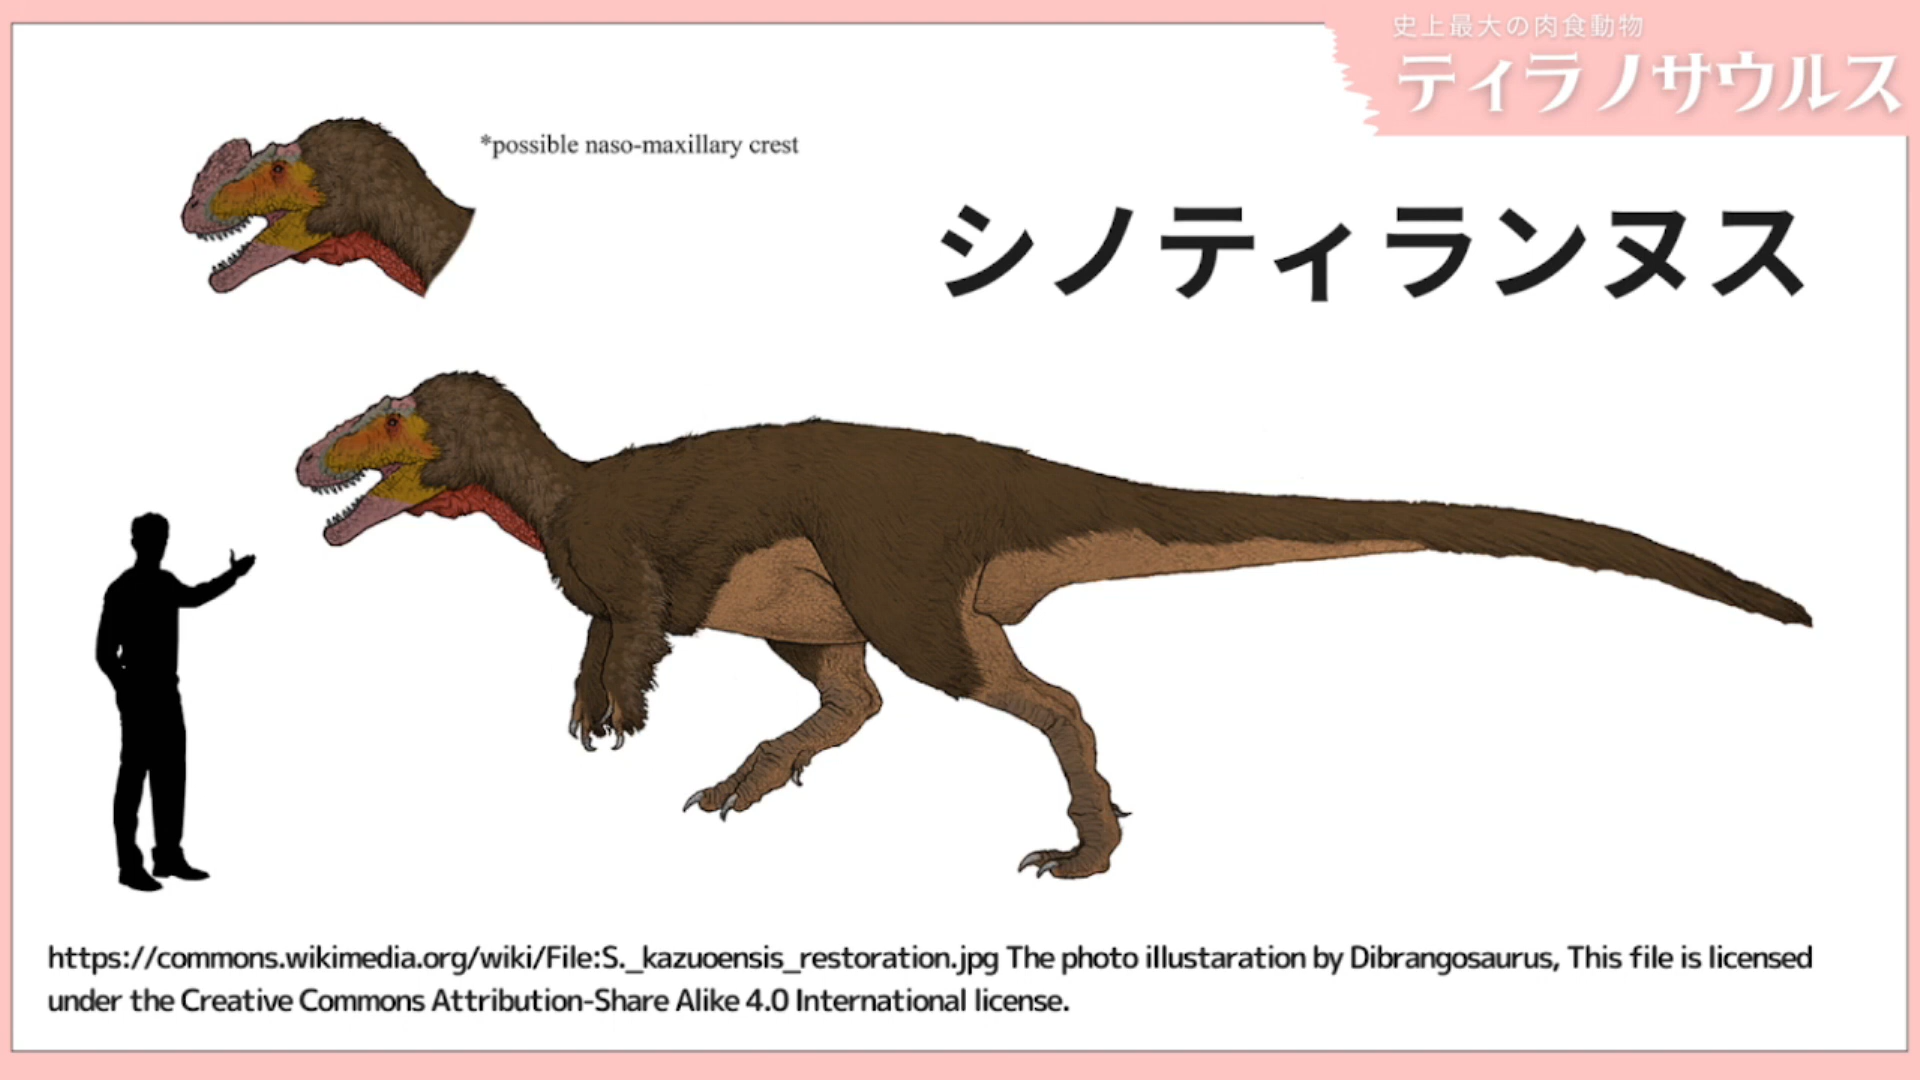 史上最大の肉食動物
ティラノサウルス
*possible naso-maxillary crest
シノティランヌス
https://commons.wikimedia.org/wiki/File:S._kazuoensis_restoration.jpg The photo illustaration by Dibrangosaurus, This file is licensed
under the Creative Commons Attribution-Share Alike 4.0 International license.